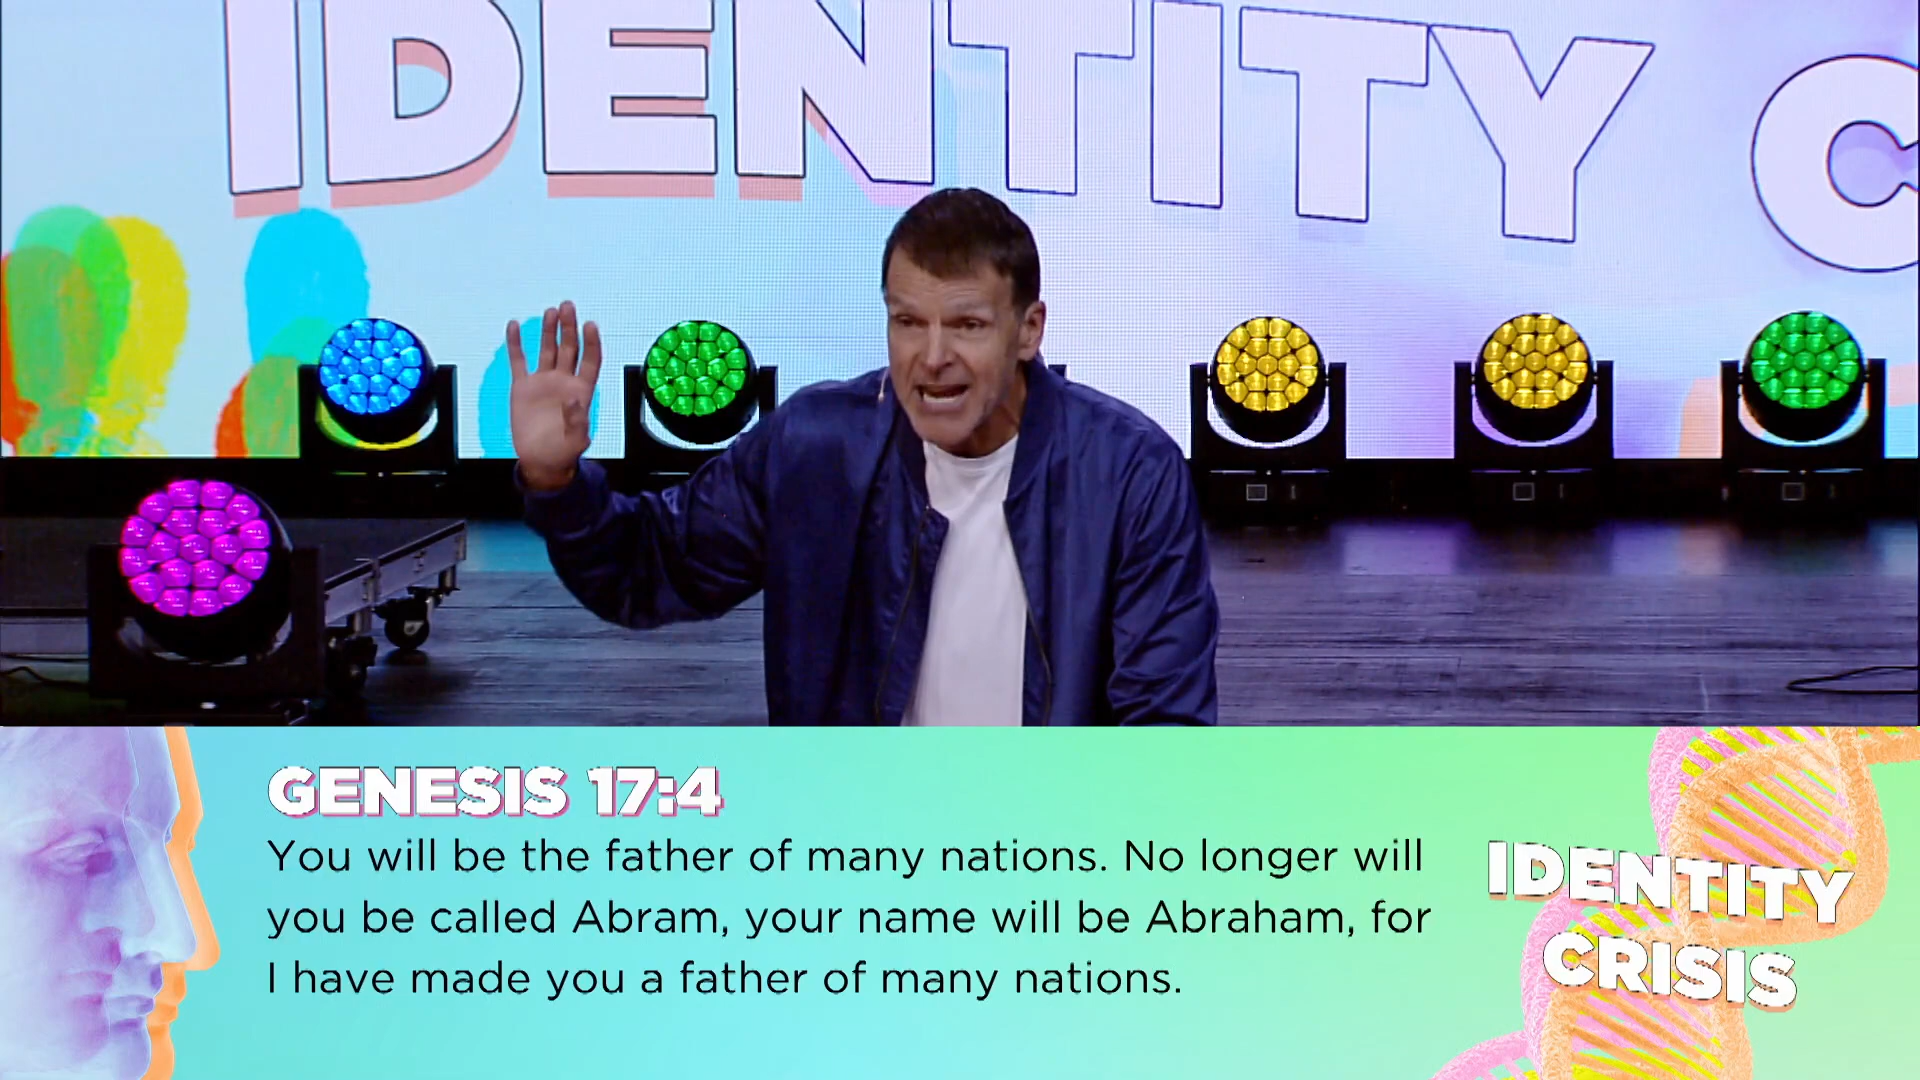 IDENTITY C
GENESIS 17:4
You will be the father of many nations. No longer will
you be called Abram, your name will be Abraham, for
I have made you a father of many nations.
IDENTITY
CRISIS